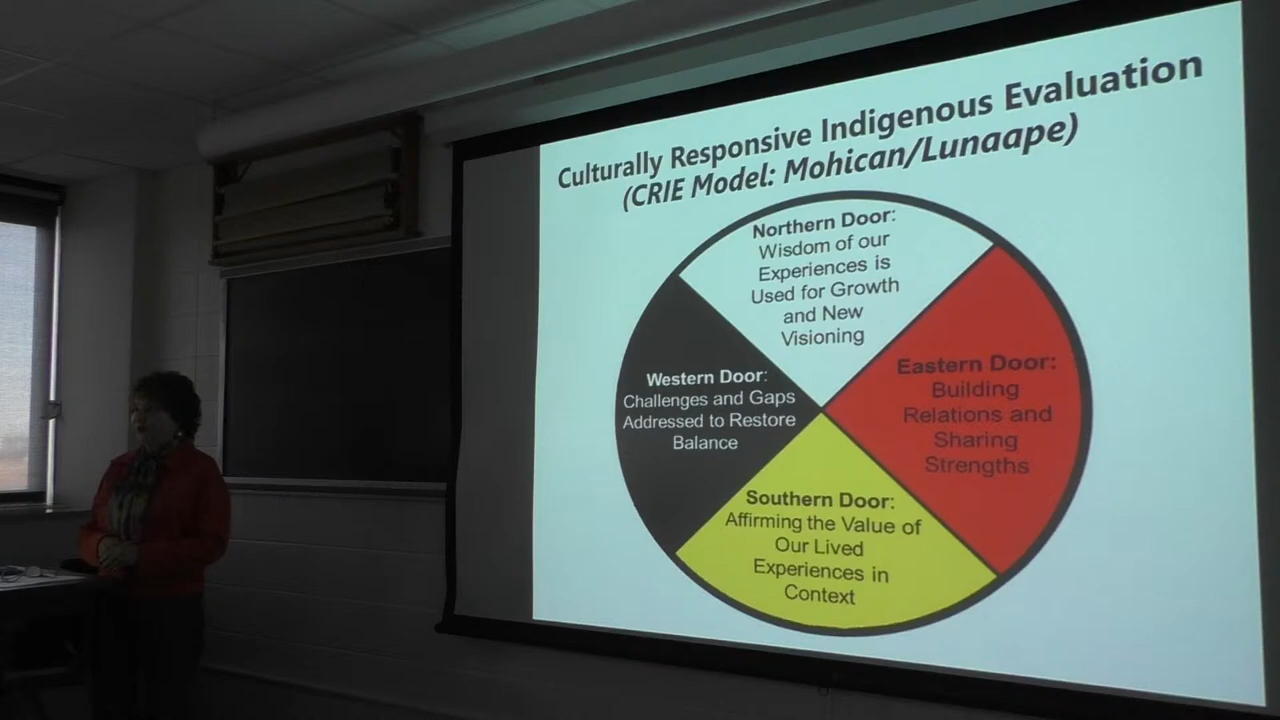 Culturally Responsive Indigenous Evaluation
(CRIE Model: Mohican/Lunaape)
Northern Door:
Wisdom of our
Experiences is
Used for Growth
and New
Visioning
Western Door:
Challenges and Gaps
Addressed to Restore
Balance
Eastern Door:
Building
Relations and
Sharing
Strengths
Southern Door:
Affirming the Value of
Our Lived
Experiences in
Context